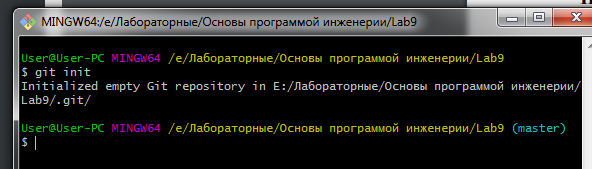 MINGW64:/e/Лабораторные/Основы программой инженерии/Lab9
User@User-PC MINGW64 /e/Лабораторные/Основы программой инженерии/Lab9
$ git init
Initialized empty Git repository in E:/Лабораторные/Основы программой инженерии/
Lab9/.git/
User@User-PC MINGW64 /e/Лабораторные/Основы программой инженерии/Lab9 (master)
$